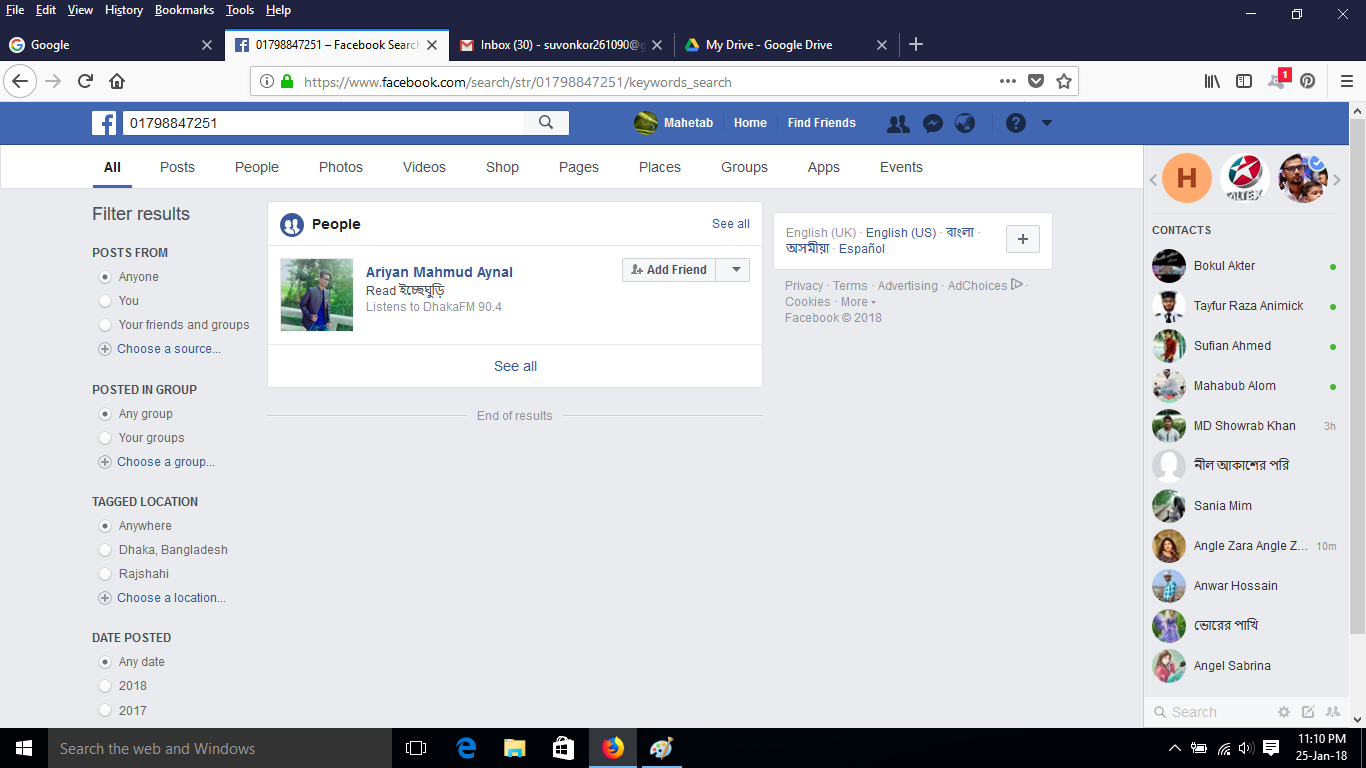 File Edit View History Bookmarks Tools Help
Google
01798847251 – Facebook Search
Inbox (30) - suvonkor261090@g
My Drive - Google Drive
https://www.facebook.com/search/str/01798847251/keywords_search
1
01798847251
Mahetab Home Find Friends
All Posts People Photos Videos Shop Pages Places Groups Apps Events
Filter results
POSTS FROM
Anyone
You
Your friends and groups
Choose a source...
POSTED IN GROUP
Any group
Your groups
Choose a group...
TAGGED LOCATION
Anywhere
Dhaka, Bangladesh
Rajshahi
Choose a location...
DATE POSTED
Any date
2018
2017
People See all
Ariyan Mahmud Aynal
Add Friend
Read ইচ্ছেঘুড়ি
Listens to DhakaFM 90.4
See all
End of results
English (UK) · English (US) · বাংলা ·
অসমীয়া · Español
Privacy · Terms · Advertising · AdChoices ·
Cookies · More
Facebook © 2018
H
ALTEX
CONTACTS
Bokul Akter
Tayfur Raza Animick
Sufian Ahmed
Mahabub Alom
MD Showrab Khan 3h
নীল আকাশের পরি
Sania Mim
Angle Zara Angle Z... 10m
Anwar Hossain
ভোরের পাখি
Angel Sabrina
Search
Search the web and Windows
11:10 PM
25-Jan-18